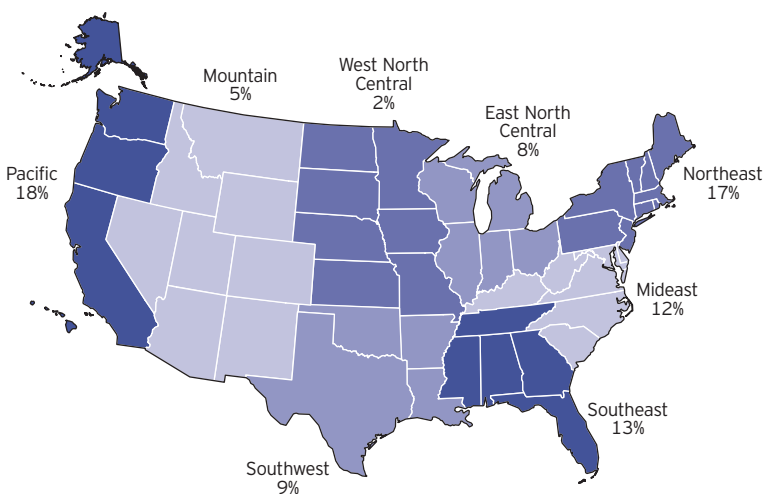 Mountain
5%
West North
Central
2%
East North
Central
8%
Pacific
18%
Northeast
17%
Mideast
12%
Southeast
13%
Southwest
9%